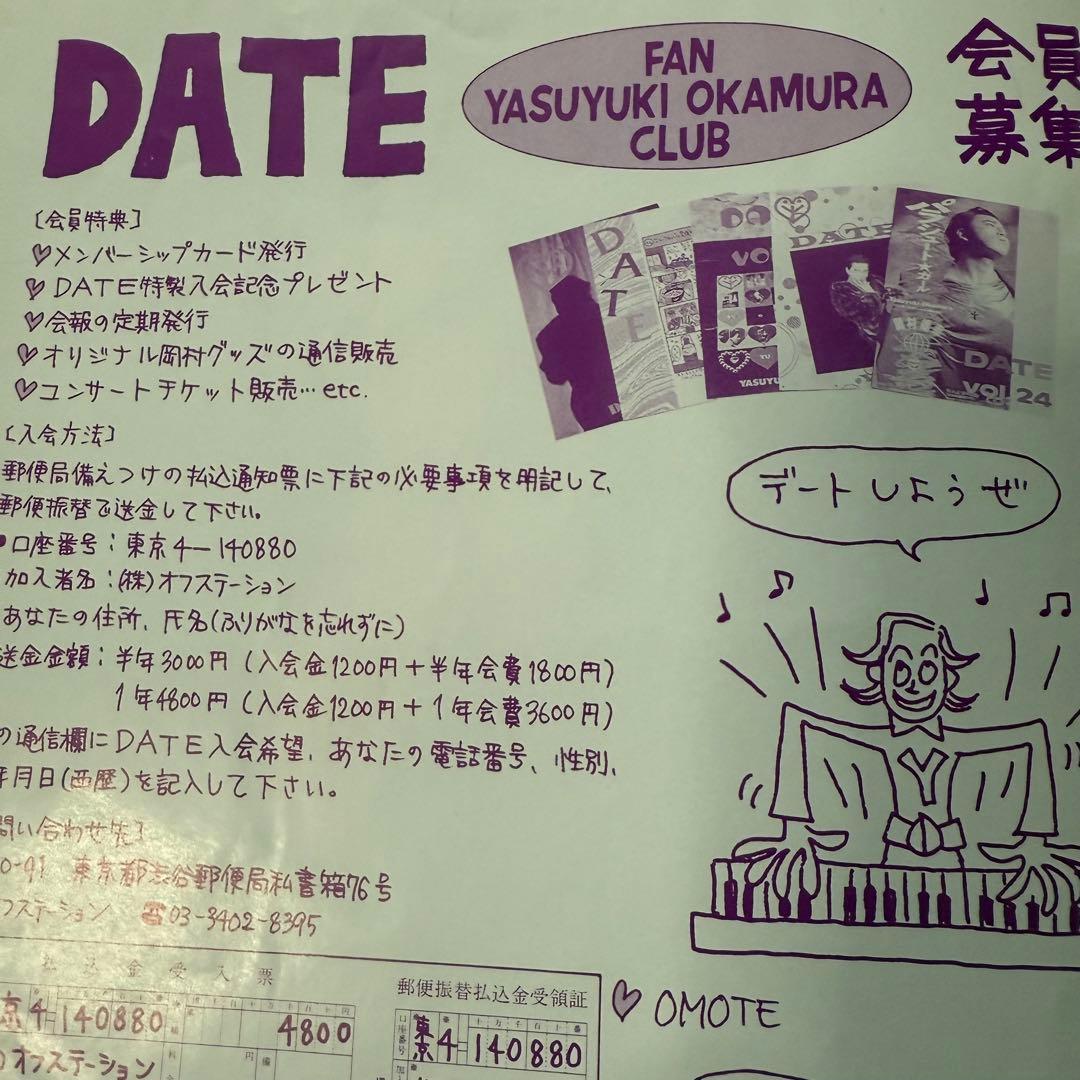 DATE
FAN
YASUYUKI OKAMURA
CLUB
会員
募集
[会員特典]
♡メンバーシップカード発行
♡DATE特製入会記念プレゼント
♡会報の定期発行
♡オリジナル岡村グッズの通信販売
♡コンサートチケット販売…etc.
DATE
DATE
VOL 24
[入会方法]
郵便局備えつけの払込通知票に下記の必要事項を明記して、
郵便振替で送金して下さい。
●口座番号:東京4-140880
加入者名:(株)オフステーション
あなたの住所、氏名(ふりがなを忘れずに)
送金金額:半年3000円(入会金1200円+半年会費1800円)
1年4800円(入会金1200円+1年会費3600円)
の通信欄にDATE入会希望、あなたの電話番号、性別、
年月日(西暦)を記入して下さい。
デートしようぜ
Y
問い合わせ先]
0-91 東京都渋谷郵便局私書箱76号
フステーション ☎03-3402-8395
払込金受入票
京4-140880
4800
オフステーション
郵便振替払込金受領証
口座番号
東京4-140880
♡OMOTE